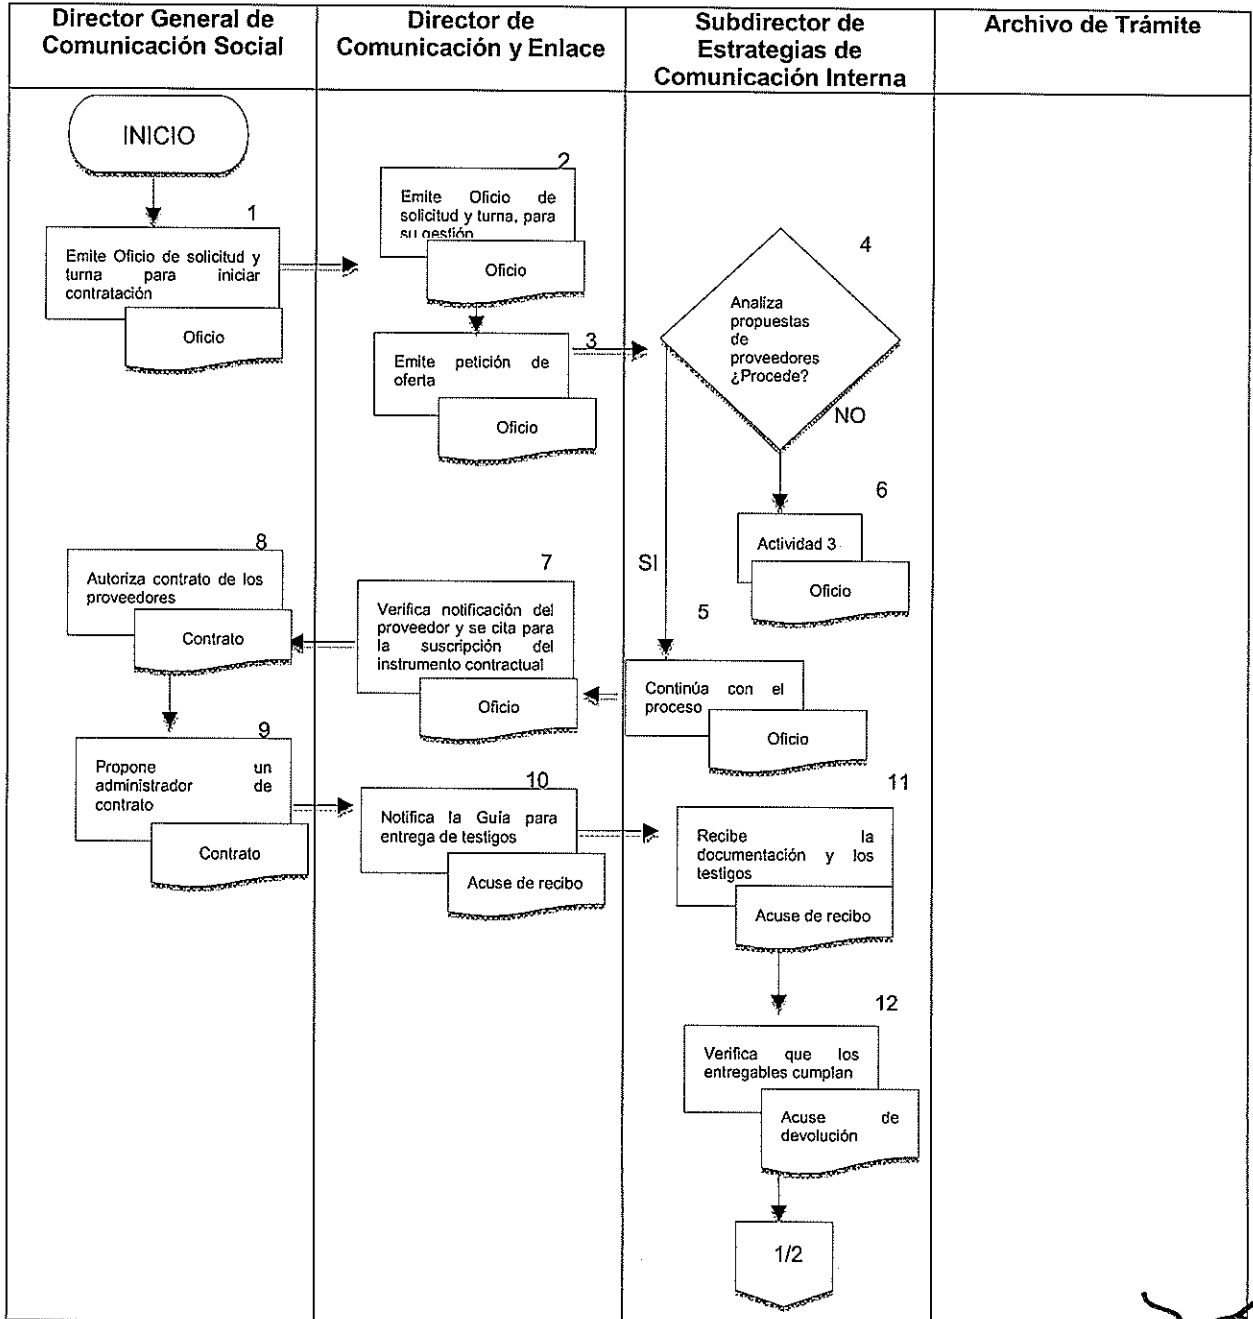 Director General de
Comunicación Social
Director de
Comunicación y Enlace
Subdirector de
Estrategias de
Comunicación Interna
Archivo de Trámite
INICIO
1
Emite Oficio de solicitud y
turna para iniciar
contratación
Oficio
2
Emite Oficio de
solicitud y turna, para
su gestión
Oficio
3
Emite petición de
oferta
Oficio
4
Analiza
propuestas
de
proveedores
¿Procede?
NO
SI
6
Actividad 3
Oficio
5
Continúa con el
proceso
Oficio
7
Verifica notificación del
proveedor y se cita para
la suscripción del
instrumento contractual
Oficio
8
Autoriza contrato de los
proveedores
Contrato
9
Propone un
administrador de
contrato
Contrato
10
Notifica la Guía para
entrega de testigos
Acuse de recibo
11
Recibe la
documentación y los
testigos
Acuse de recibo
12
Verifica que los
entregables cumplan
Acuse de
devolución
1/2